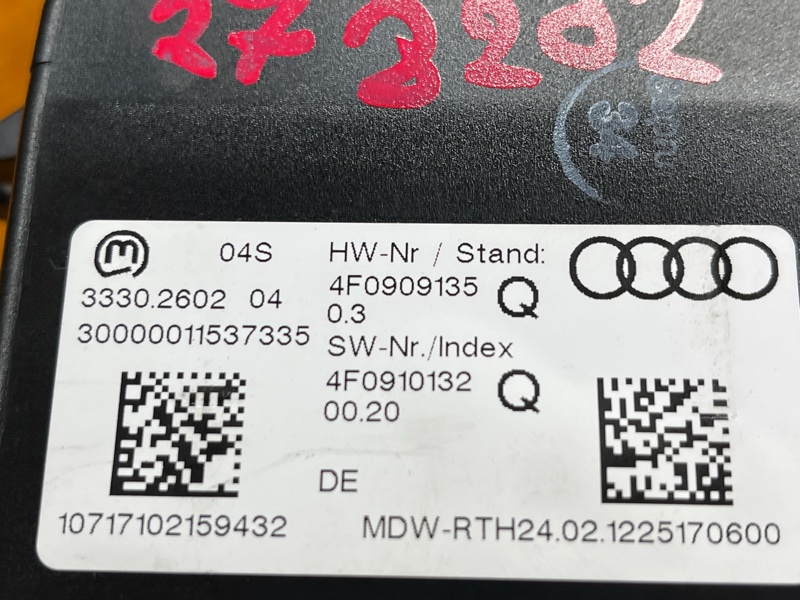 273202
34
04S
HW-Nr / Stand:
3330.2602 04
4F0909135 Q
0.3
30000011537335
SW-Nr./Index
4F0910132 Q
00.20
DE
10717102159432
MDW-RTH24.02.1225170600